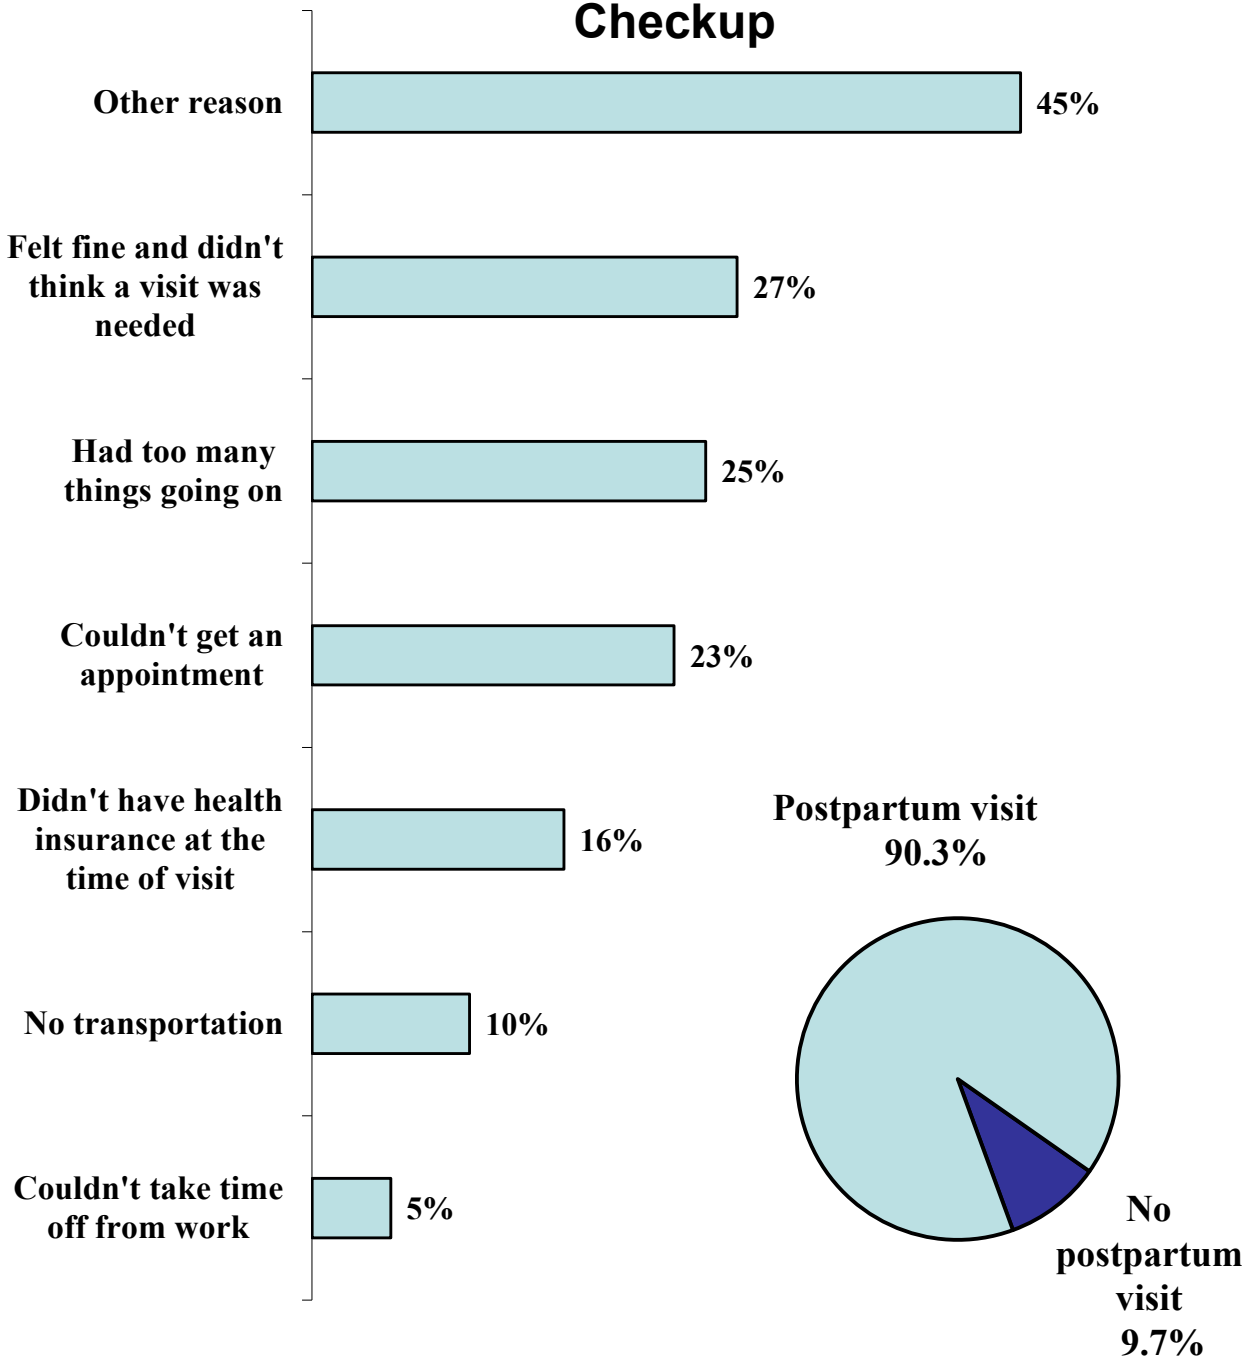 Checkup
Other reason
45%
Felt fine and didn't
think a visit was
needed
27%
Had too many
things going on
25%
Couldn't get an
appointment
23%
Didn't have health
insurance at the
time of visit
16%
No transportation
10%
Couldn't take time
off from work
5%
Postpartum visit
90.3%
No
postpartum
visit
9.7%